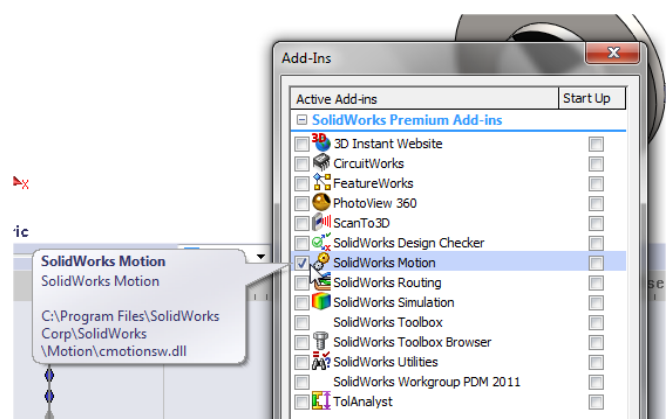 Add-Ins
Active Add-ins Start Up
SolidWorks Premium Add-ins
3D Instant Website
CircuitWorks
FeatureWorks
PhotoView 360
ScanTo3D
SolidWorks Design Checker
SolidWorks Motion
SolidWorks Routing
SolidWorks Simulation
SolidWorks Toolbox
SolidWorks Toolbox Browser
SolidWorks Utilities
SolidWorks Workgroup PDM 2011
TolAnalyst
X
ric
SolidWorks Motion
SolidWorks Motion
C:\Program Files\SolidWorks
Corp\SolidWorks
\Motion\cmotionsw.dll
se